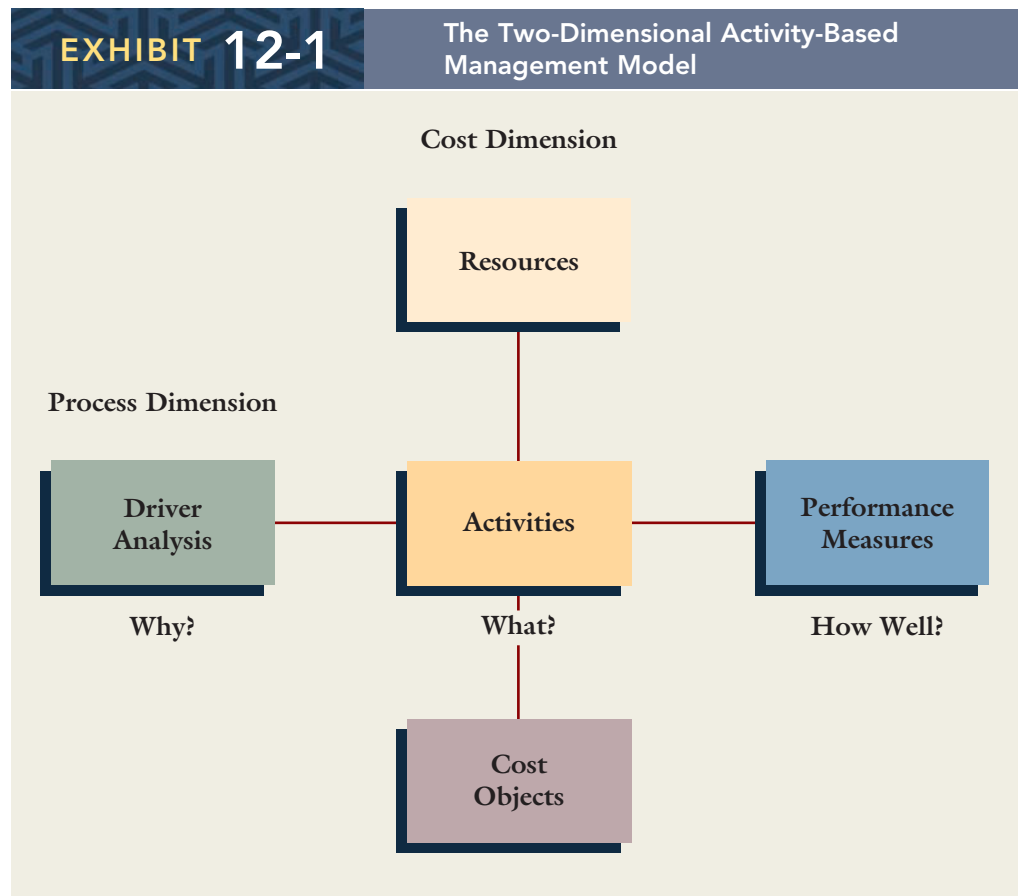 EXHIBIT 12-1
The Two-Dimensional Activity-Based
Management Model
Cost Dimension
Resources
Process Dimension
Driver
Analysis
Activities
Performance
Measures
Why?
What?
How Well?
Cost
Objects